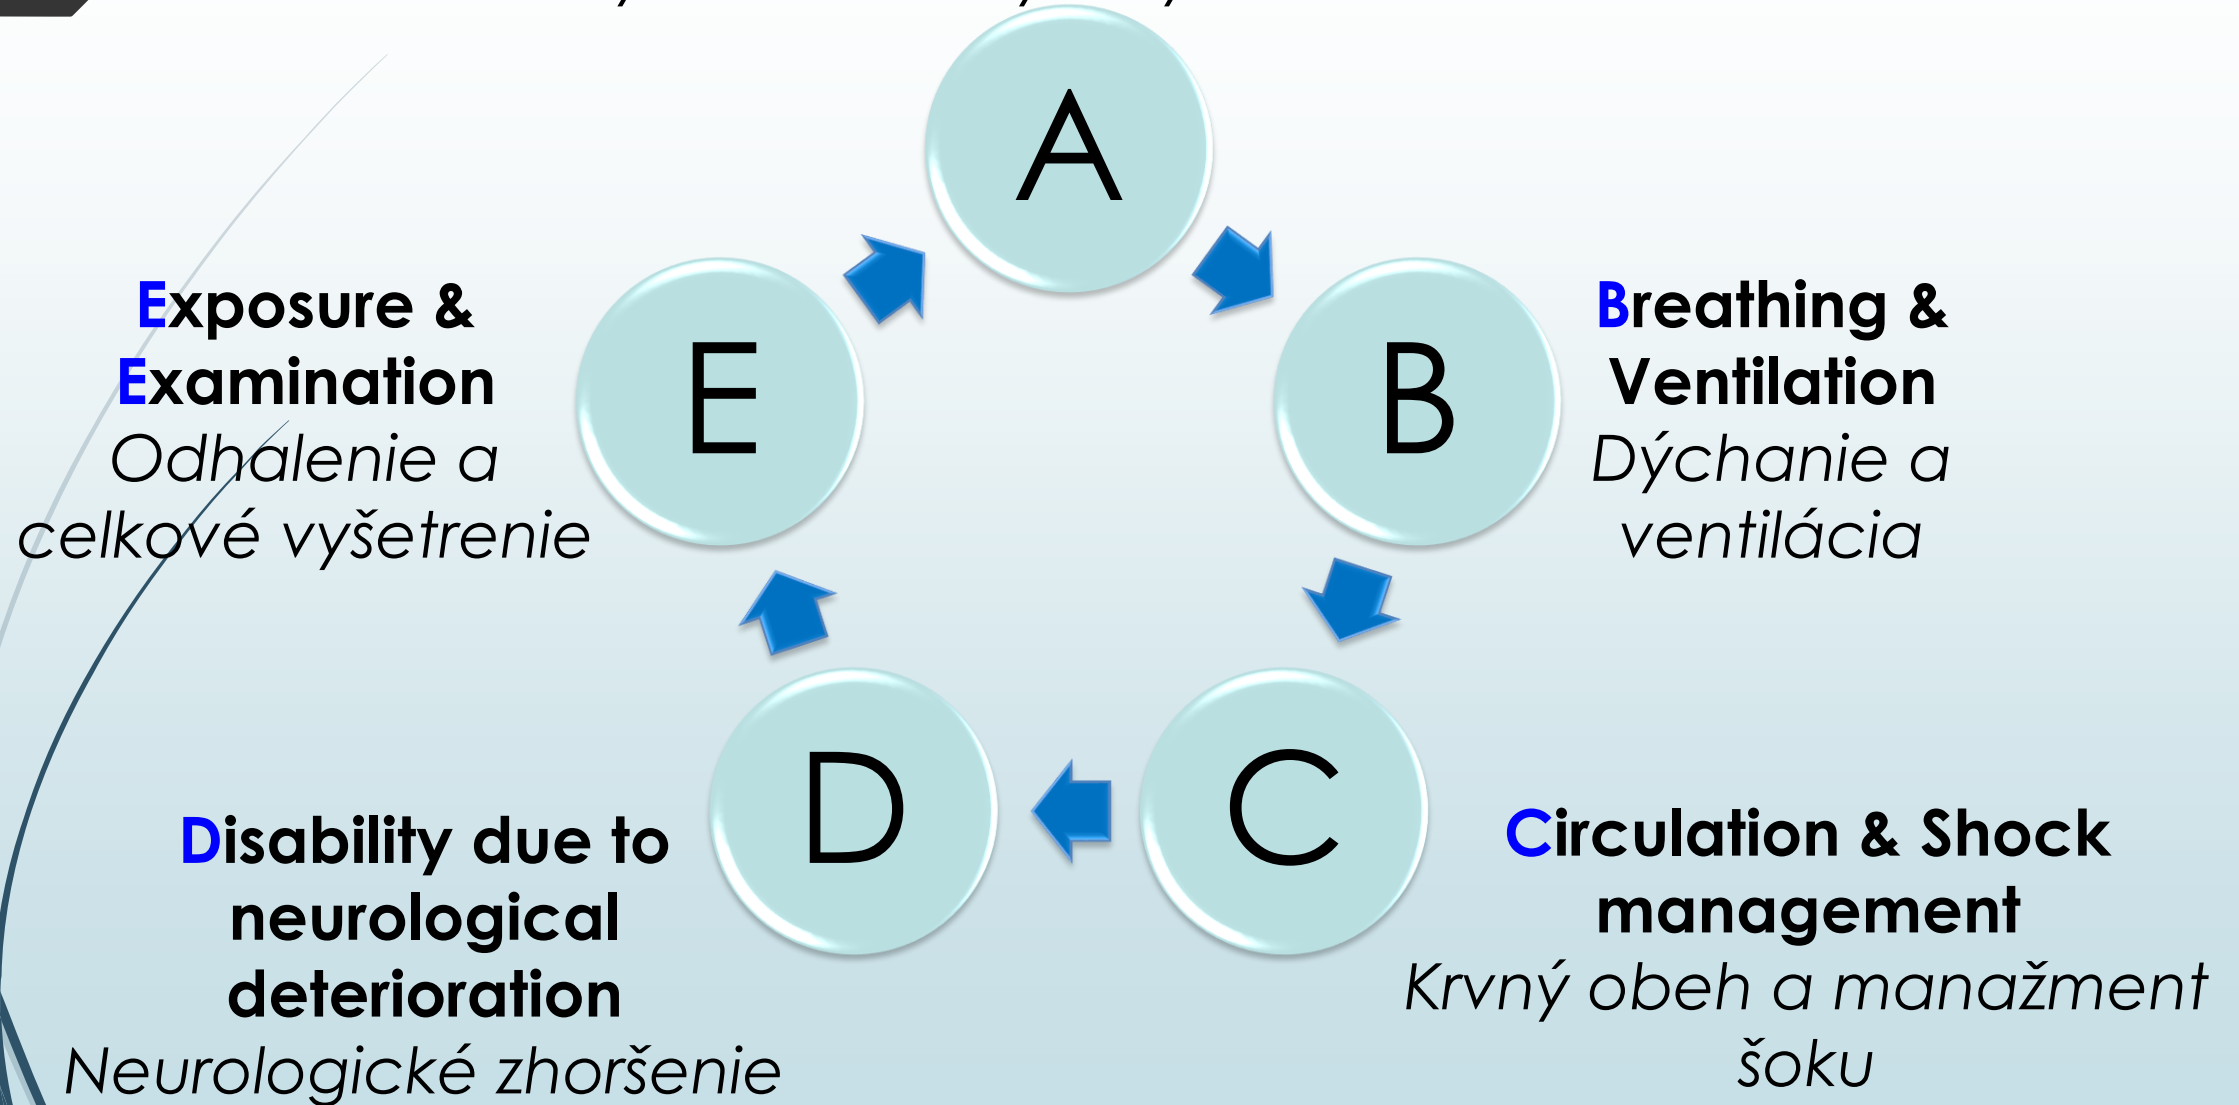 A
Exposure &
Examination
Odhalenie a
celkové vyšetrenie
E
B
Breathing &
Ventilation
Dýchanie a
ventilácia
Disability due to
neurological
deterioration
Neurologické zhoršenie
D
C
Circulation & Shock
management
Krvný obeh a manažment
šoku